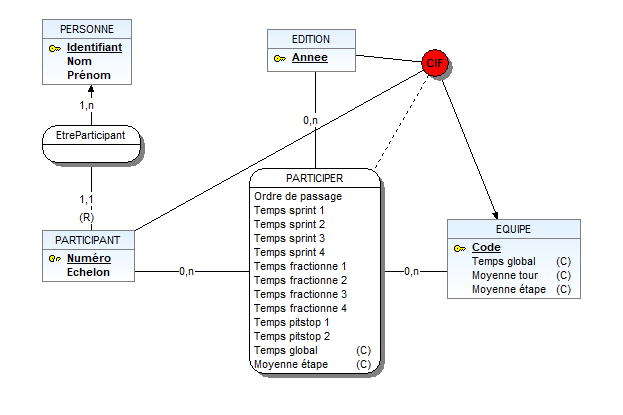 PERSONNE
Identifiant
Nom
Prénom
1,n
EtreParticipant
1,1
(R)
PARTICIPANT
Numéro
Echelon
0,n
EDITION
Annee
0,n
CIF
PARTICIPER
Ordre de passage
Temps sprint 1
Temps sprint 2
Temps sprint 3
Temps sprint 4
Temps fractionne 1
Temps fractionne 2
Temps fractionne 3
Temps fractionne 4
Temps pitstop 1
Temps pitstop 2
Temps global (C)
Moyenne étape (C)
0,n
EQUIPE
Code
Temps global (C)
Moyenne tour (C)
Moyenne étape (C)